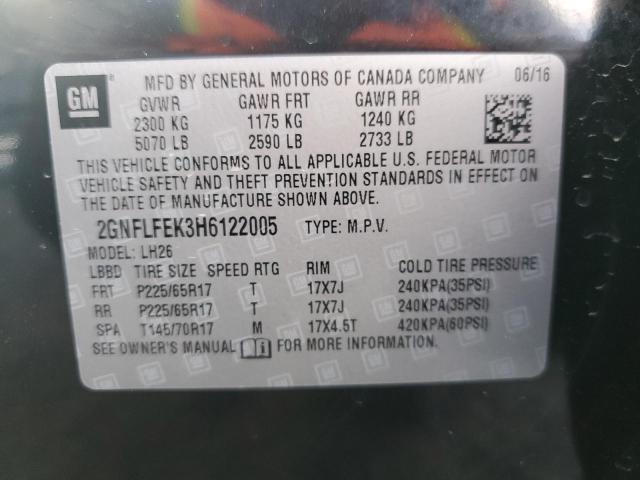 GM ® MFD BY GENERAL MOTORS OF CANADA COMPANY 06/16
GVWR GAWR FRT GAWR RR
2300 KG 1175 KG 1240 KG
5070 LB 2590 LB 2733 LB
THIS VEHICLE CONFORMS TO ALL APPLICABLE U.S. FEDERAL MOTOR
VEHICLE SAFETY AND THEFT PREVENTION STANDARDS IN EFFECT ON
THE DATE OF MANUFACTURE SHOWN ABOVE.
2GNFLFEK3H6122005 TYPE: M.P.V.
MODEL: LH26
LBBD TIRE SIZE SPEED RTG RIM COLD TIRE PRESSURE
FRT P225/65R17 T 17X7J 240KPA(35PSI)
RR P225/65R17 T 17X7J 240KPA(35PSI)
SPA T145/70R17 M 17X4.5T 420KPA(60PSI)
SEE OWNER'S MANUAL FOR MORE INFORMATION.